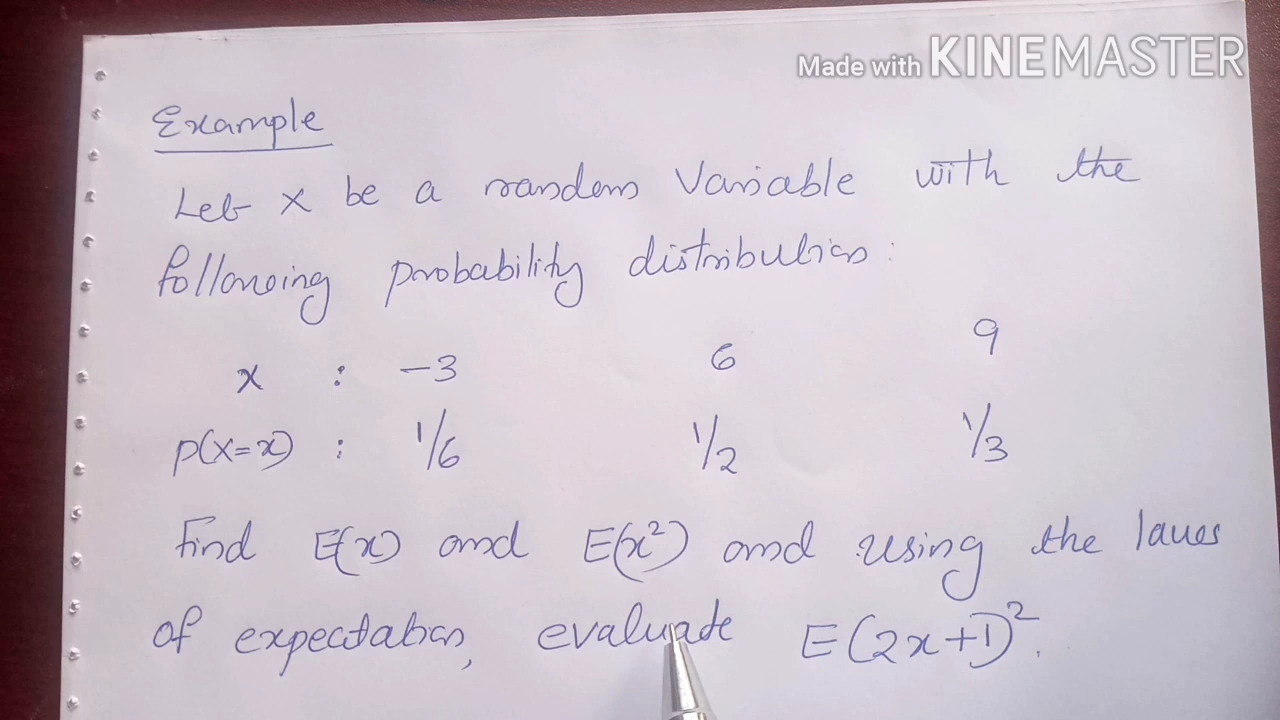 Made with KINEMASTER
Example
Let X be a random variable with the
following probability distribution:
x : -3 6 9
P(X=x) : 1/6 1/2 1/3
Find E(x) and E(x²) and using the laws
of expectation, evaluate E(2x+1)².